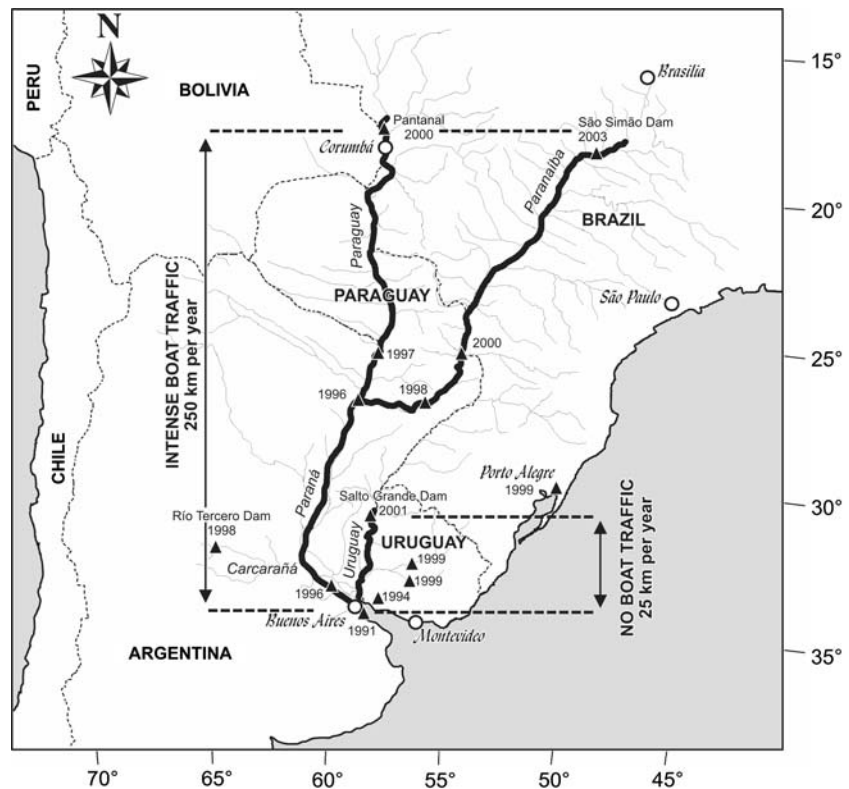 N
15°
Brasilia
PERU
BOLIVIA
Pantanal
2000
São Simão Dam
2003
Corumbá
Paranaíba
20°
BRAZIL
Paraguay
PARAGUAY
São Paulo
INTENSE BOAT TRAFFIC
250 km per year
1997
2000
25°
1996
1998
CHILE
Paraná
Porto Alegre
1999
Salto Grande Dam
2001
30°
Río Tercero Dam
1998
Uruguay
URUGUAY
1999
NO BOAT TRAFFIC
25 km per year
Carcarañá
1999
1996
1994
Buenos Aires
1991
Montevideo
ARGENTINA
35°
70°
65°
60°
55°
50°
45°